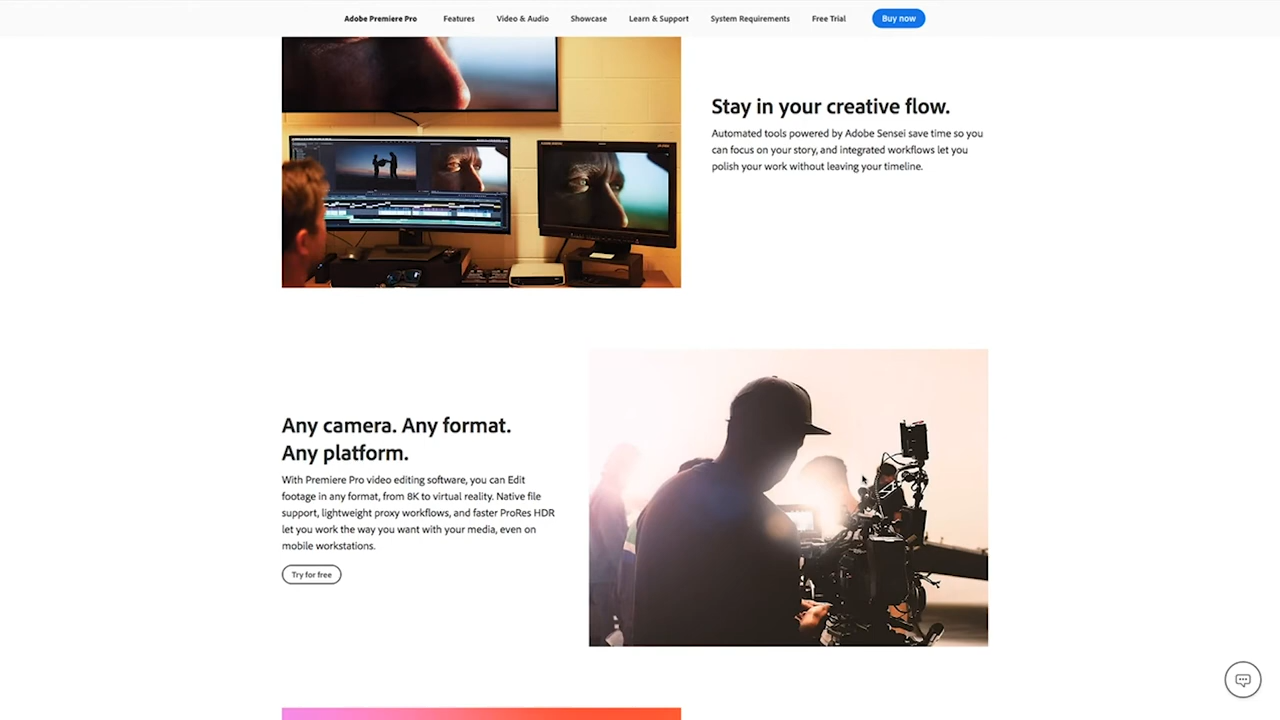 Adobe Premiere Pro Features Video & Audio Showcase Learn & Support System Requirements Free Trial Buy now
Stay in your creative flow.
Automated tools powered by Adobe Sensei save time so you
can focus on your story, and integrated workflows let you
polish your work without leaving your timeline.
Any camera. Any format.
Any platform.
With Premiere Pro video editing software, you can Edit
footage in any format, from 8K to virtual reality. Native file
support, lightweight proxy workflows, and faster ProRes HDR
let you work the way you want with your media, even on
mobile workstations.
Try for free